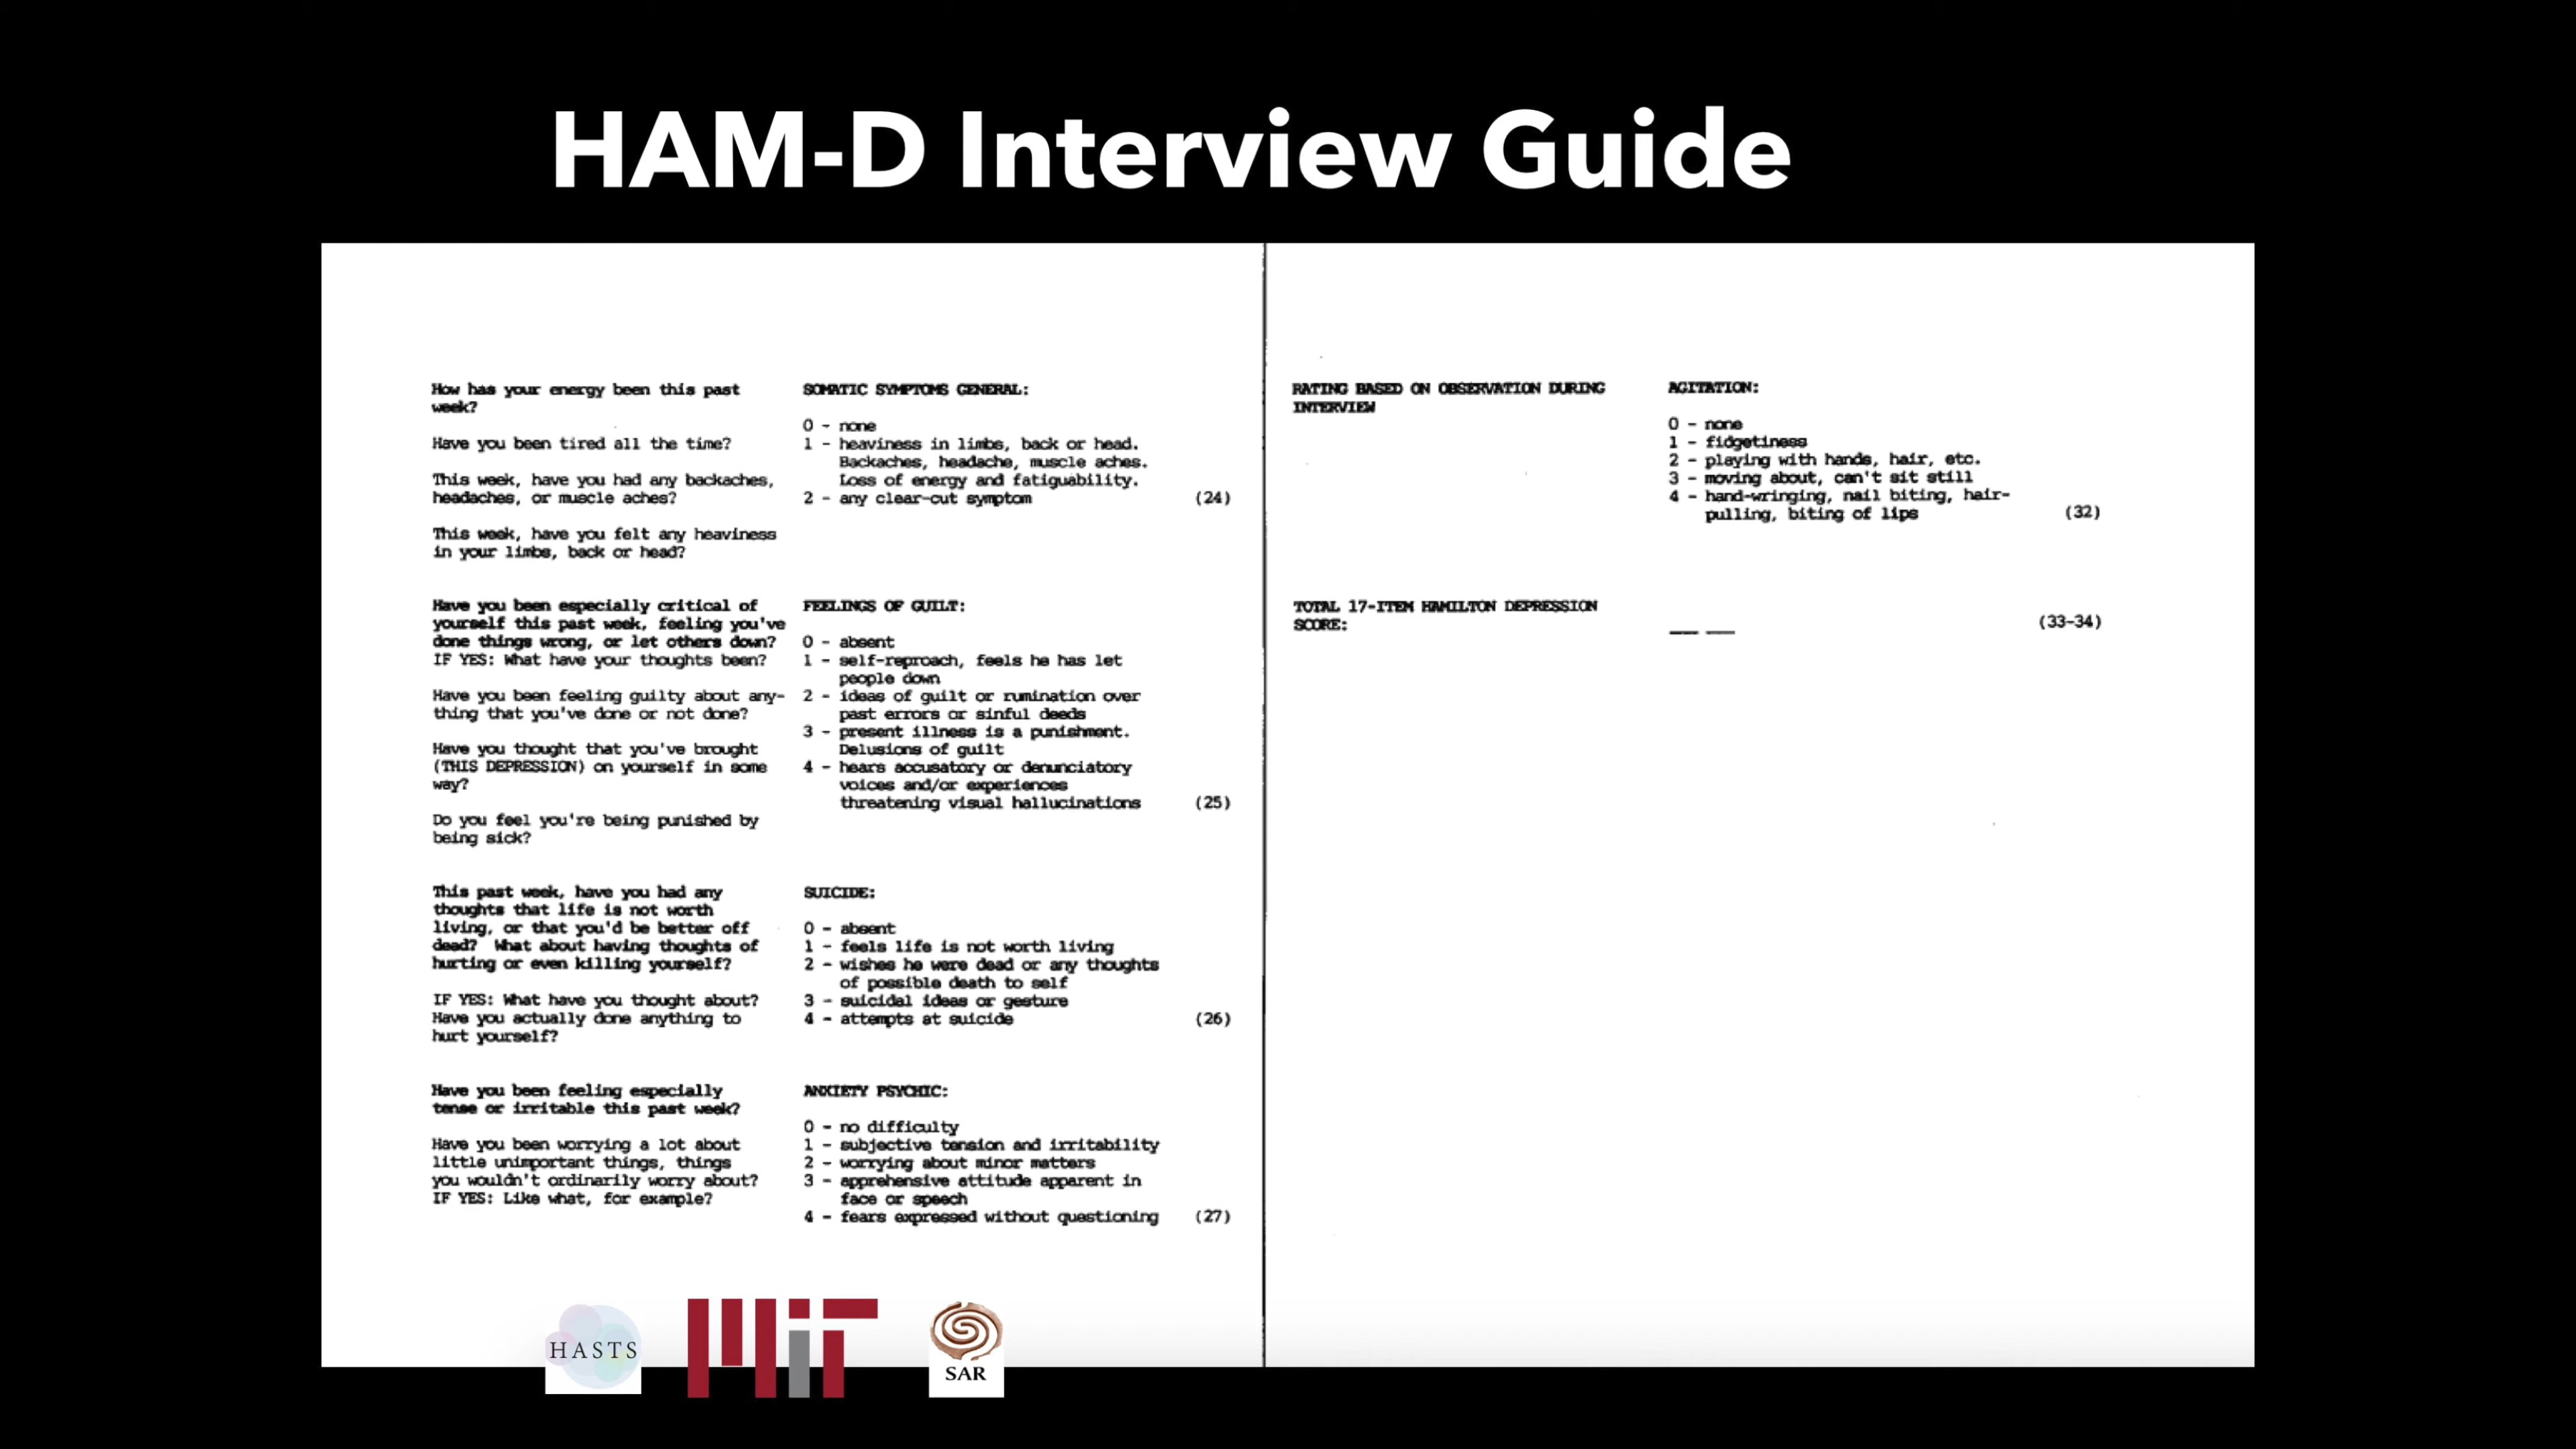 HAM-D Interview Guide
How has your energy been this past
week?
Have you been tired all the time?
This week, have you had any backaches,
headaches, or muscle aches?
This week, have you felt any heaviness
in your limbs, back or head?
SOMATIC SYMPTOMS GENERAL:
0 - none
1 - heaviness in limbs, back or head.
Backaches, headache, muscle aches.
Loss of energy and fatiguability.
2 - any clear-cut symptom (24)
Have you been especially critical of
yourself this past week, feeling you've
done things wrong, or let others down?
IF YES: What have your thoughts been?
Have you been feeling guilty about any-
thing that you've done or not done?
Have you thought that you've brought
(THIS DEPRESSION) on yourself in some
way?
Do you feel you're being punished by
being sick?
FEELINGS OF GUILT:
0 - absent
1 - self-reproach, feels he has let
people down
2 - ideas of guilt or rumination over
past errors or sinful deeds
3 - present illness is a punishment.
Delusions of guilt
4 - hears accusatory or denunciatory
voices and/or experiences
threatening visual hallucinations (25)
This past week, have you had any
thoughts that life is not worth
living, or that you'd be better off
dead? What about having thoughts of
hurting or even killing yourself?
IF YES: What have you thought about?
Have you actually done anything to
hurt yourself?
SUICIDE:
0 - absent
1 - feels life is not worth living
2 - wishes he were dead or any thoughts
of possible death to self
3 - suicidal ideas or gesture
4 - attempts at suicide (26)
Have you been feeling especially
tense or irritable this past week?
Have you been worrying a lot about
little unimportant things, things
you wouldn't ordinarily worry about?
IF YES: Like what, for example?
ANXIETY PSYCHIC:
0 - no difficulty
1 - subjective tension and irritability
2 - worrying about minor matters
3 - apprehensive attitude apparent in
face or speech
4 - fears expressed without questioning (27)
RATING BASED ON OBSERVATION DURING
INTERVIEW
AGITATION:
0 - none
1 - fidgetiness
2 - playing with hands, hair, etc.
3 - moving about, can't sit still
4 - hand-wringing, nail biting, hair-
pulling, biting of lips (32)
TOTAL 17-ITEM HAMILTON DEPRESSION
SCORE: __ __ (33-34)
HASTS
MIT
SAR